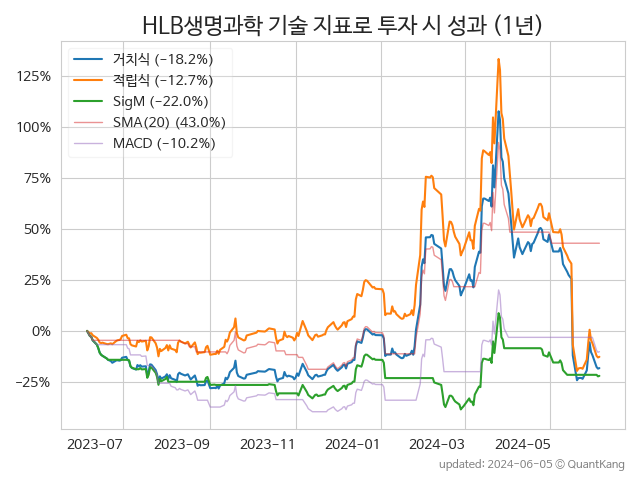 HLB생명과학 기술 지표로 투자 시 성과 (1년)
거치식 (−18.2%)
적립식 (−12.7%)
SigM (−22.0%)
SMA(20) (43.0%)
MACD (−10.2%)
125%
100%
75%
50%
25%
0%
−25%
2023−07
2023−09
2023−11
2024−01
2024−03
2024−05
updated: 2024−06−05 © QuantKang